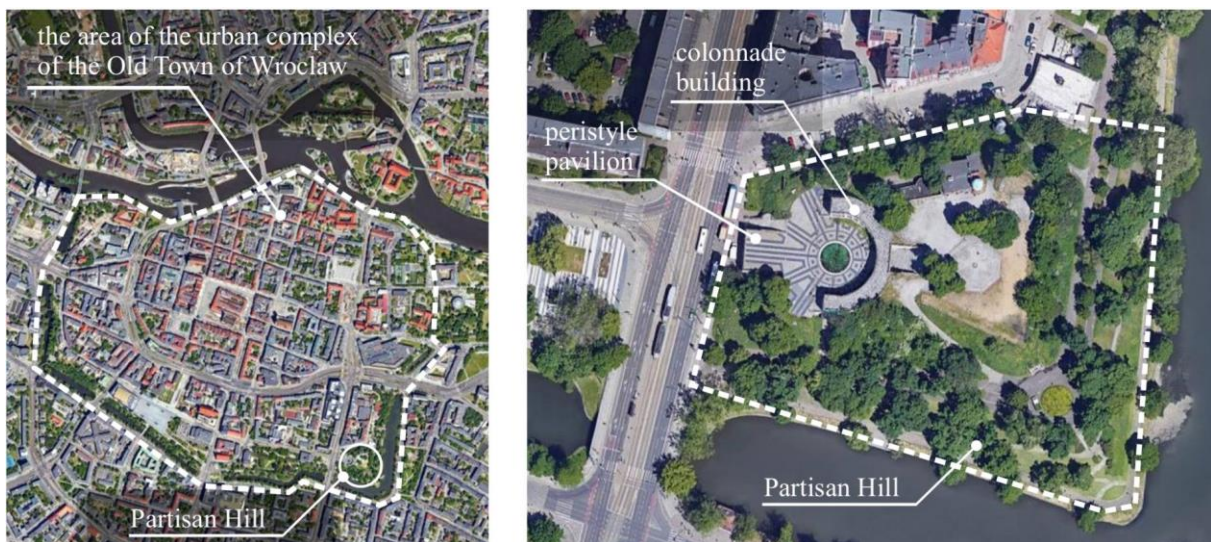 the area of the urban complex
of the Old Town of Wroclaw
Partisan Hill
colonnade
building
peristyle
pavilion
Partisan Hill